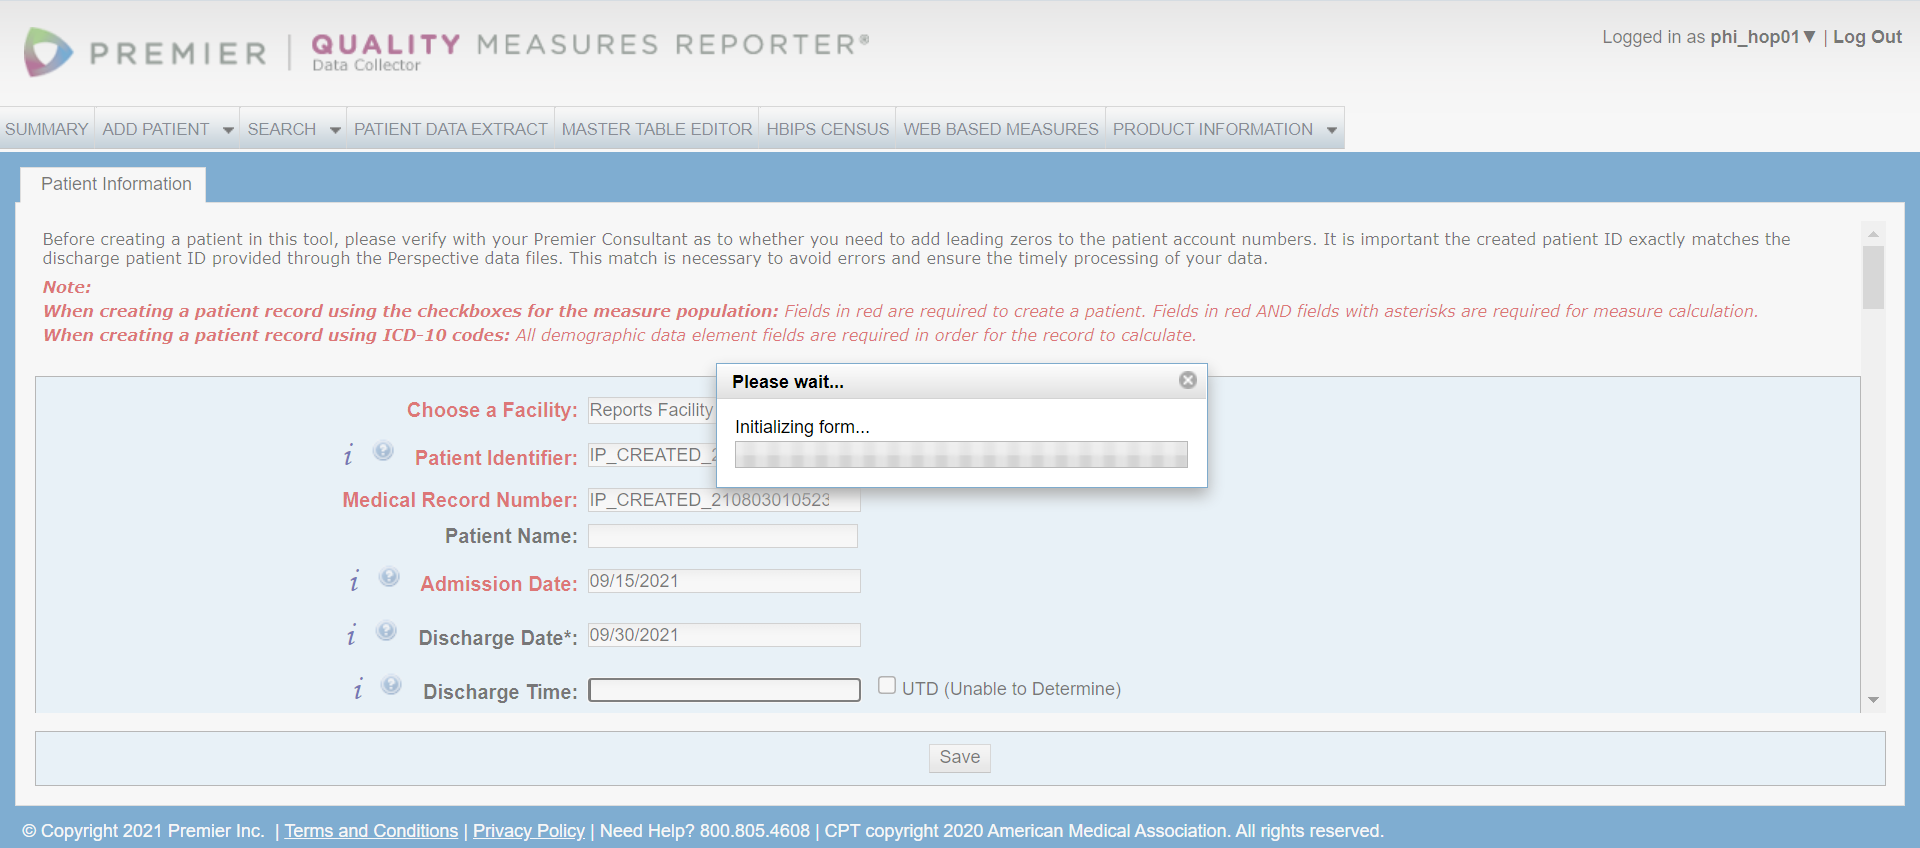 PREMIER | QUALITY MEASURES REPORTER®
Data Collector
Logged in as phi_hop01▼ | Log Out
SUMMARY ADD PATIENT SEARCH PATIENT DATA EXTRACT MASTER TABLE EDITOR HBIPS CENSUS WEB BASED MEASURES PRODUCT INFORMATION
Patient Information
Before creating a patient in this tool, please verify with your Premier Consultant as to whether you need to add leading zeros to the patient account numbers. It is important the created patient ID exactly matches the
discharge patient ID provided through the Perspective data files. This match is necessary to avoid errors and ensure the timely processing of your data.
Note:
When creating a patient record using the checkboxes for the measure population: Fields in red are required to create a patient. Fields in red AND fields with asterisks are required for measure calculation.
When creating a patient record using ICD-10 codes: All demographic data element fields are required in order for the record to calculate.
Please wait...
Initializing form...
Choose a Facility: Reports Facility
i ? Patient Identifier: IP_CREATED_2
Medical Record Number: IP_CREATED_210803010523
Patient Name:
i ? Admission Date: 09/15/2021
i ? Discharge Date*: 09/30/2021
i ? Discharge Time: UTD (Unable to Determine)
Save
© Copyright 2021 Premier Inc. | Terms and Conditions | Privacy Policy | Need Help? 800.805.4608 | CPT copyright 2020 American Medical Association. All rights reserved.